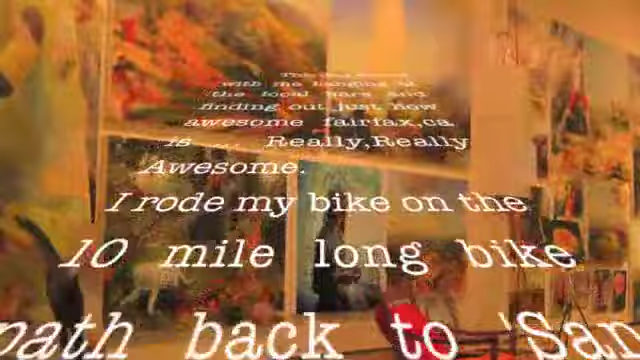 with me hanging at
the local bars and
finding out just how
awesome fairfax,ca
is ... Really,Really
Awesome.
I rode my bike on the
10 mile long bike
path back to 'San